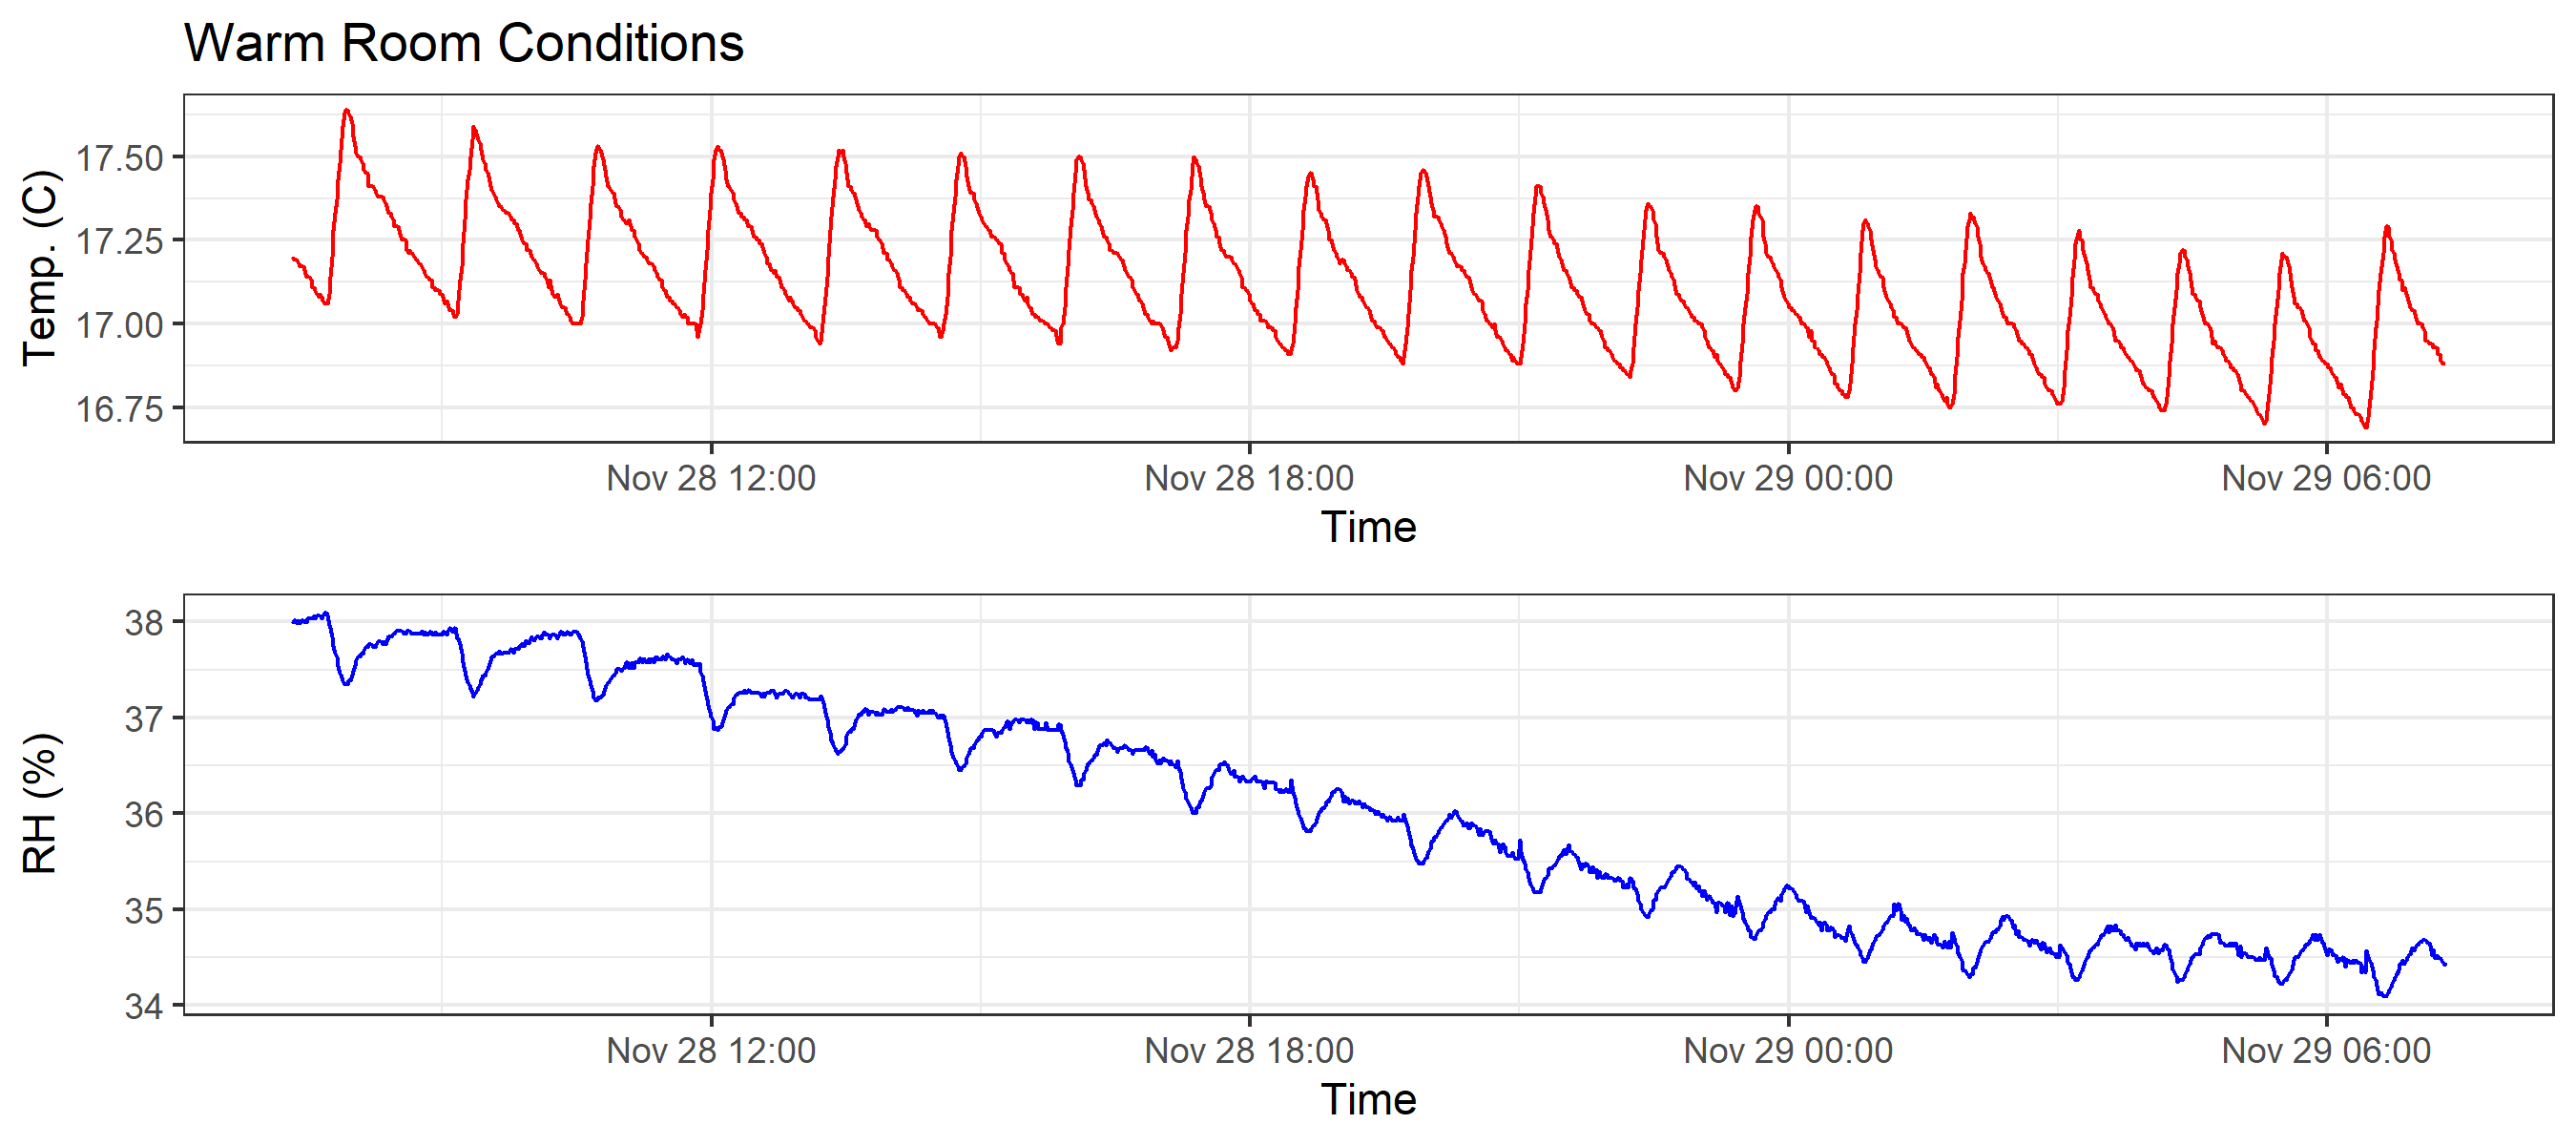 Warm Room Conditions
Temp. (C)
17.50
17.25
17.00
16.75
Nov 28 12:00 Nov 28 18:00 Nov 29 00:00 Nov 29 06:00
Time
RH (%)
38
37
36
35
34
Nov 28 12:00 Nov 28 18:00 Nov 29 00:00 Nov 29 06:00
Time